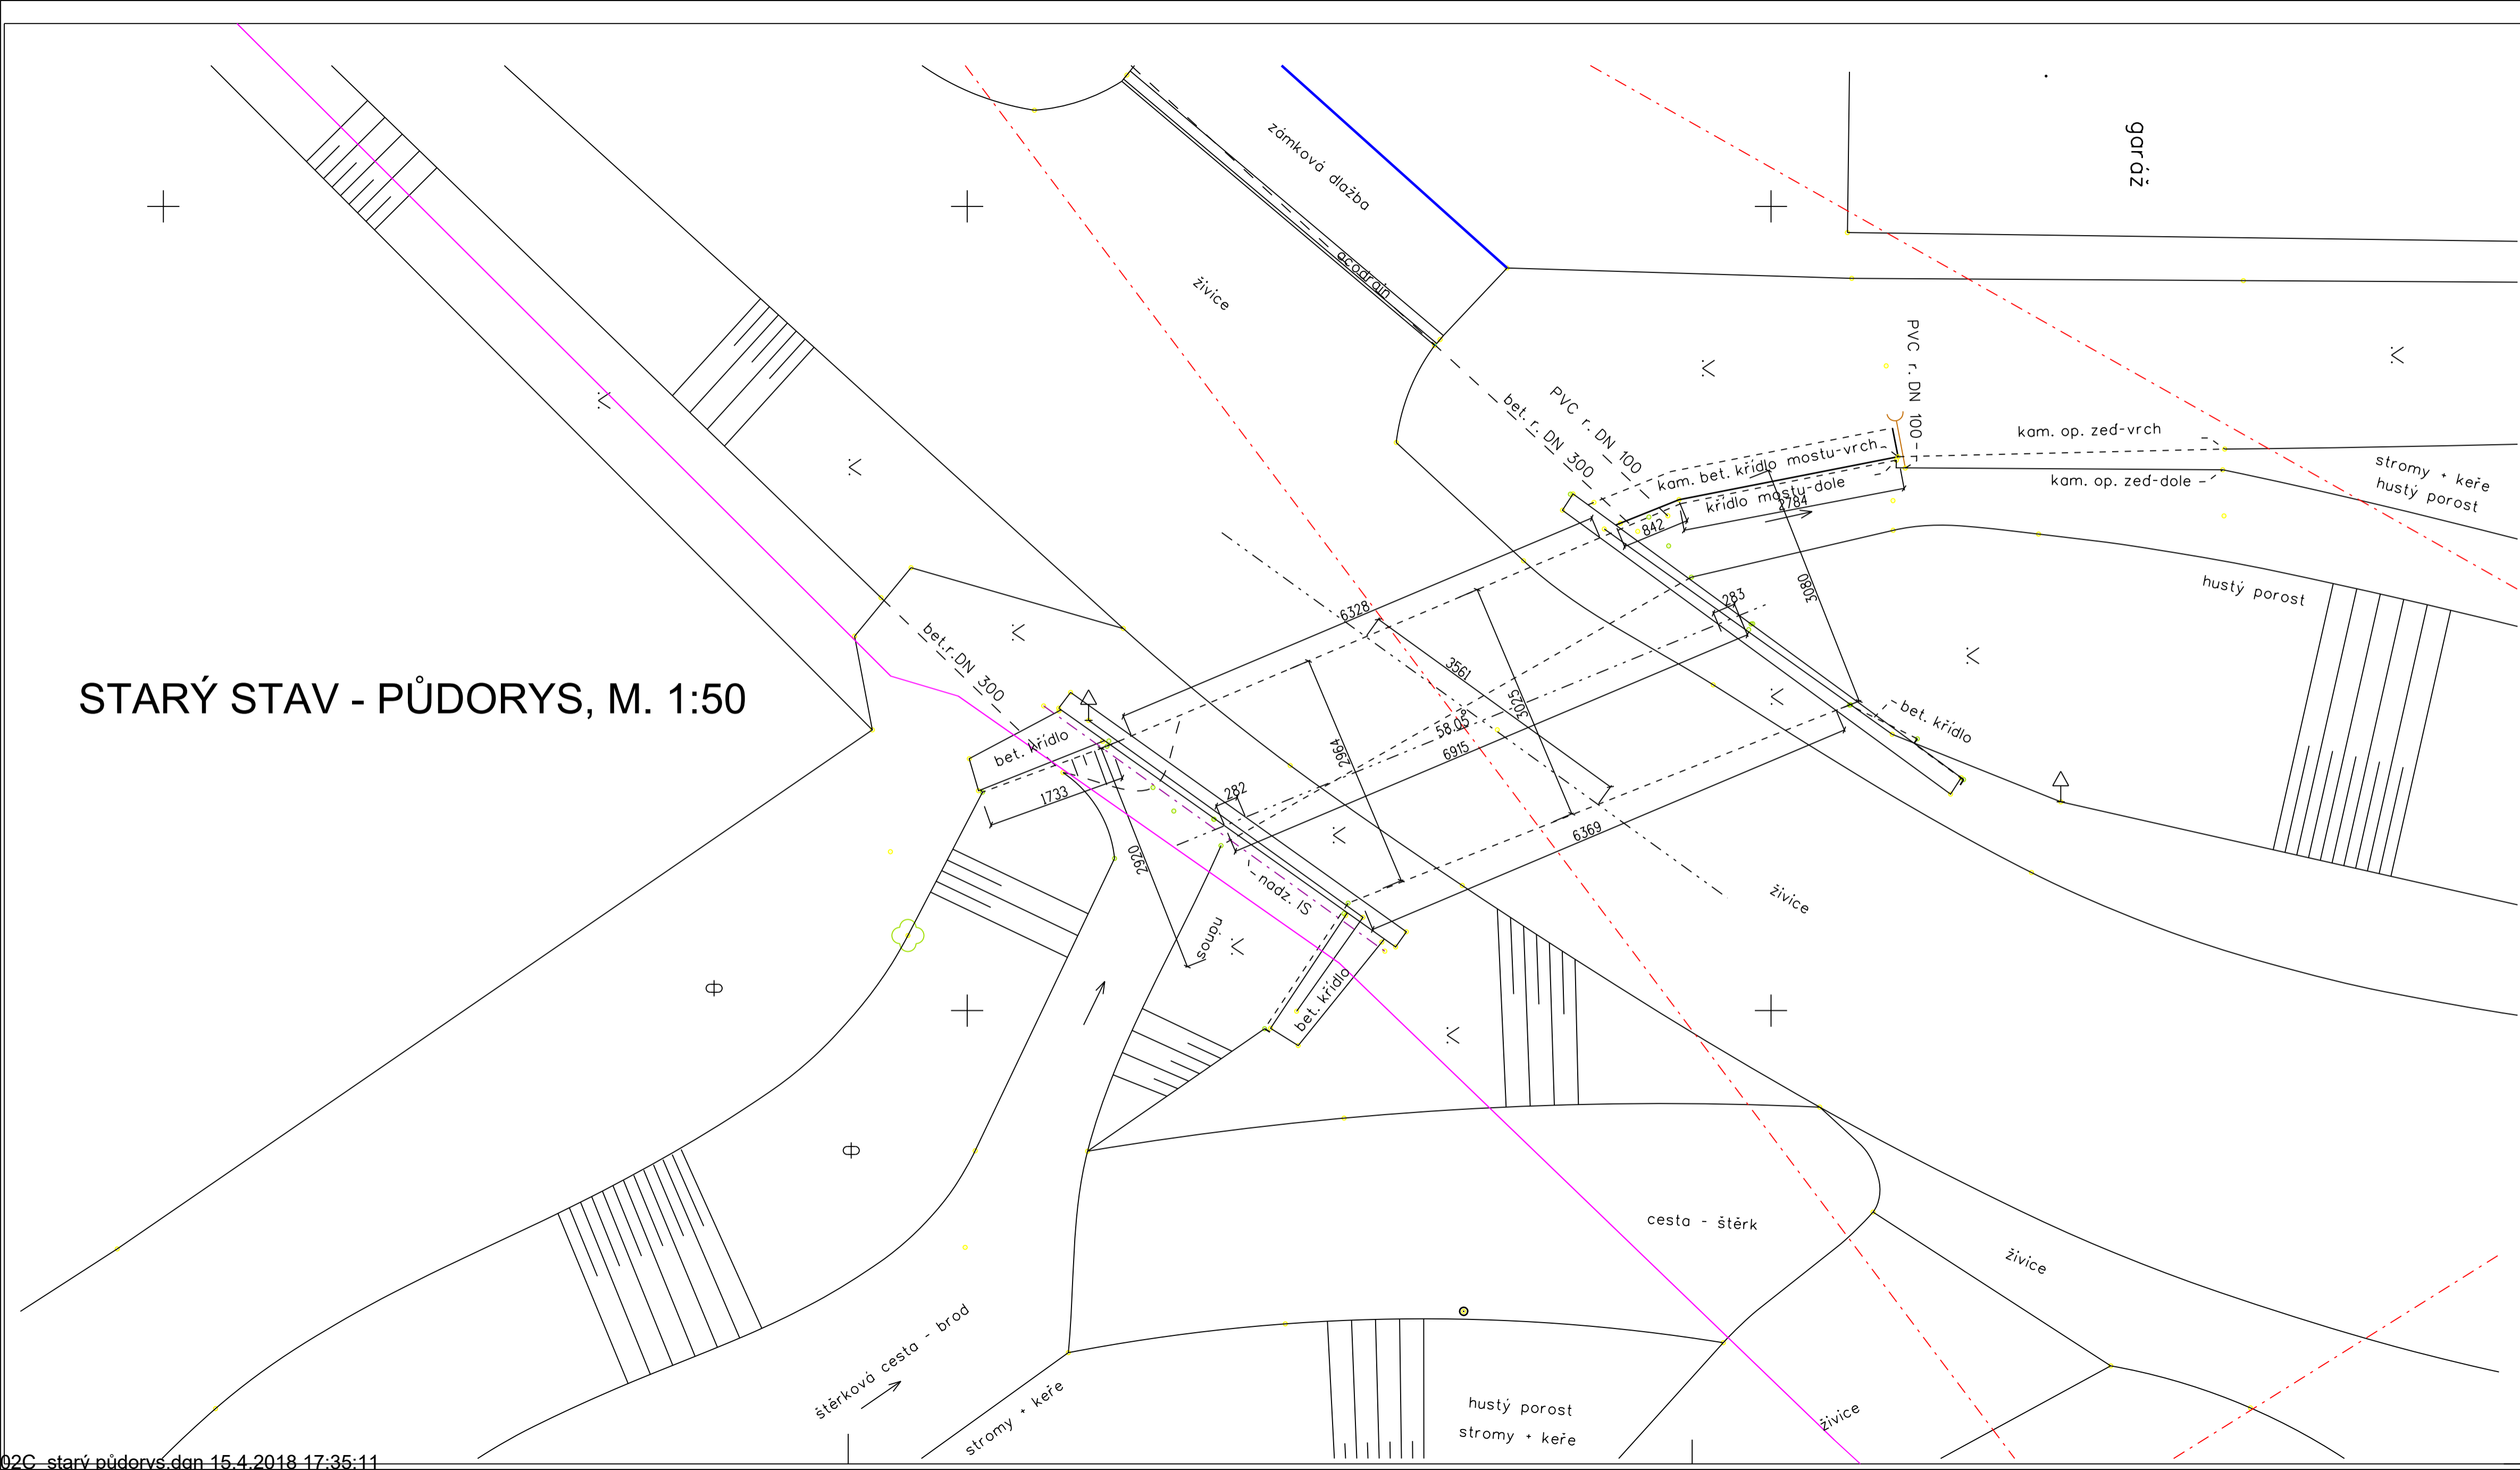 garáž
zámková dlažba
acodrain
živice
PVC r. DN 100
PVC r. DN 100
bet. r. DN 300
kam. op. zeď-vrch
kam. bet. křídlo mostu-vrch
křídlo mostu-dole
kam. op. zeď-dole
stromy + keře
hustý porost
2784
842
3080
283
hustý porost
6328
3561
3025
58.05°
6915
2964
bet.r.DN 300
STARÝ STAV - PŮDORYS, M. 1:50
bet. křídlo
bet. křídlo
1733
282
6369
2920
nadz. IS
nános
živice
bet. křídlo
cesta - štěrk
živice
štěrková cesta - brod
stromy + keře
hustý porost
stromy + keře
živice
02C_starý půdorys.dgn 15.4.2018 17:35:11